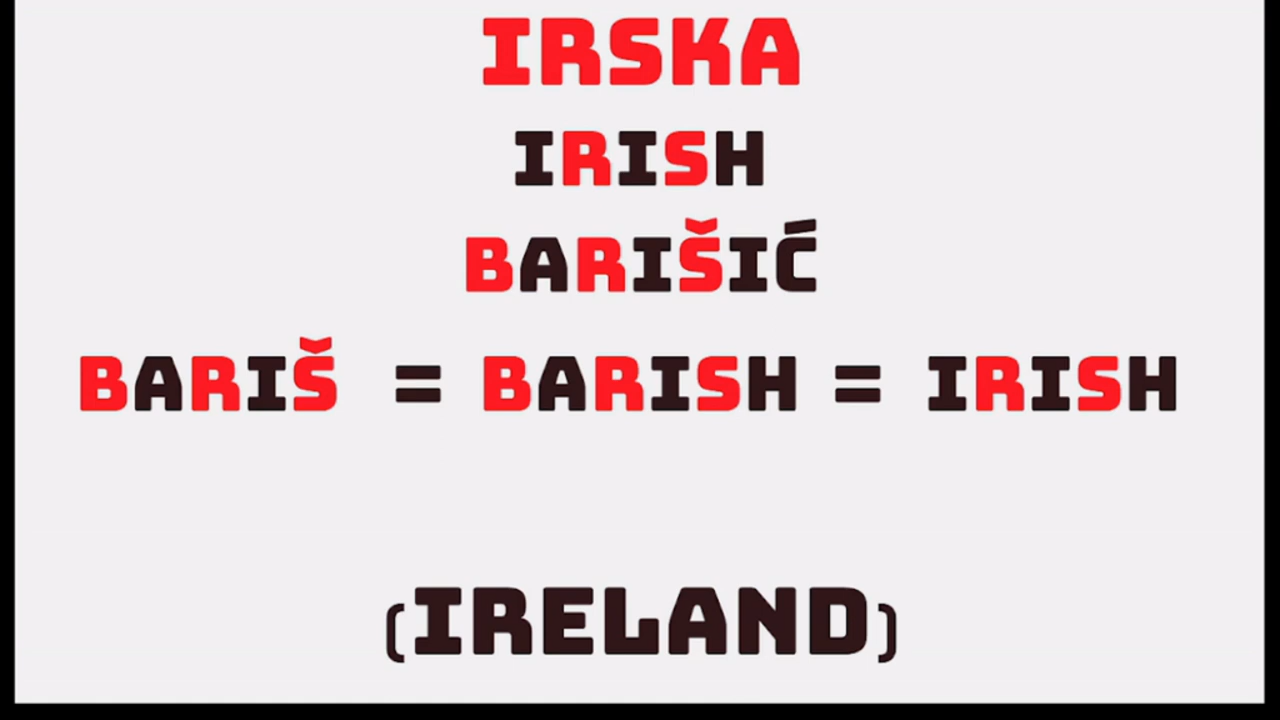 IRSKA
IRISH
BARIŠIĆ
BARIŠ = BARISH = IRISH
(IRELAND)